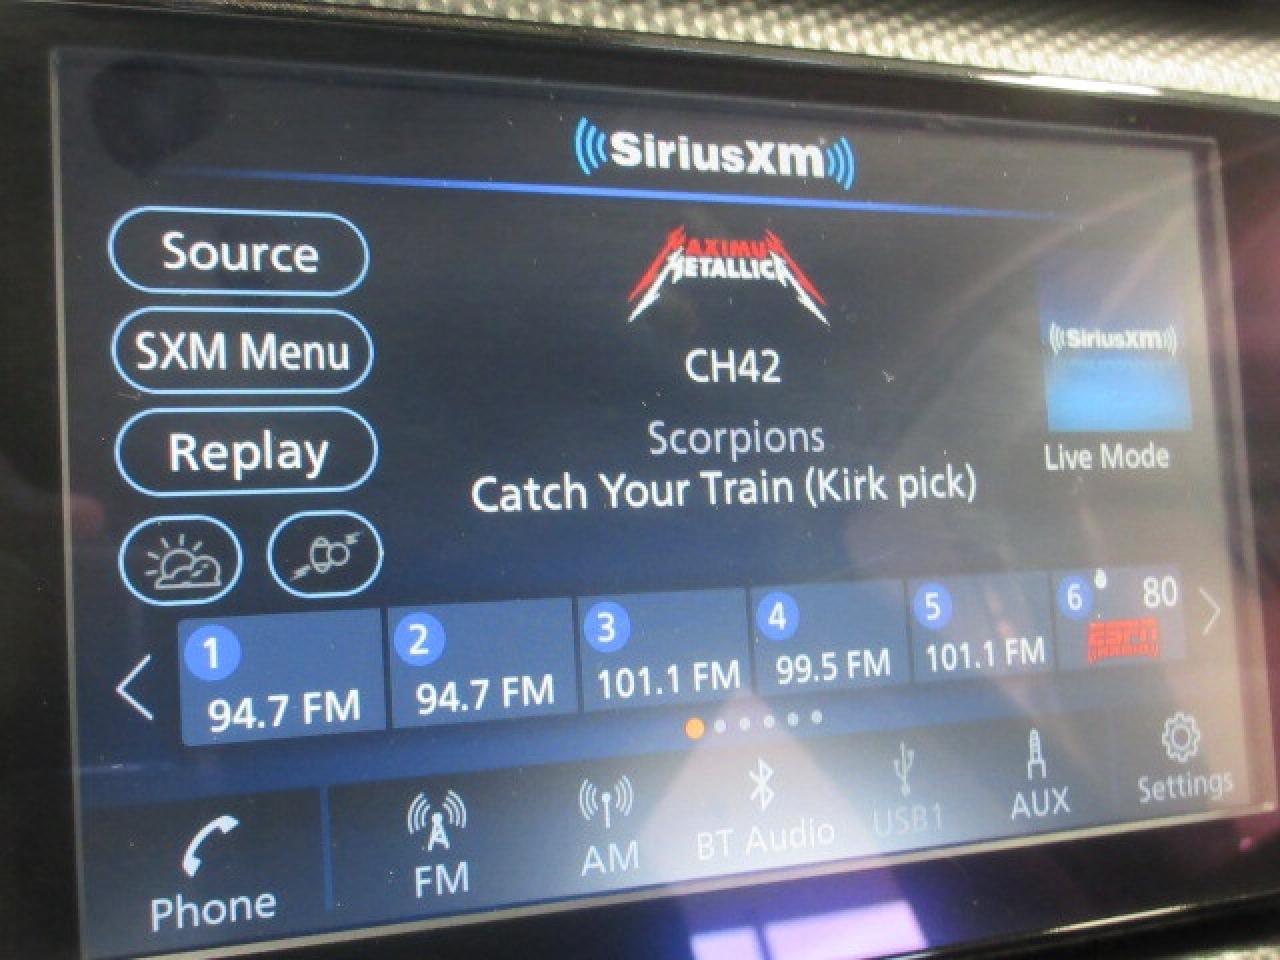 SiriusXm
Source
MAXIMUM
METALLICA
SXM Menu
CH42
SiriusXm
Replay
Scorpions
Live Mode
Catch Your Train (Kirk pick)
1
94.7 FM
2
94.7 FM
3
101.1 FM
4
99.5 FM
5
101.1 FM
6
80
ESPN
Phone
FM
AM
BT Audio
USB1
AUX
Settings